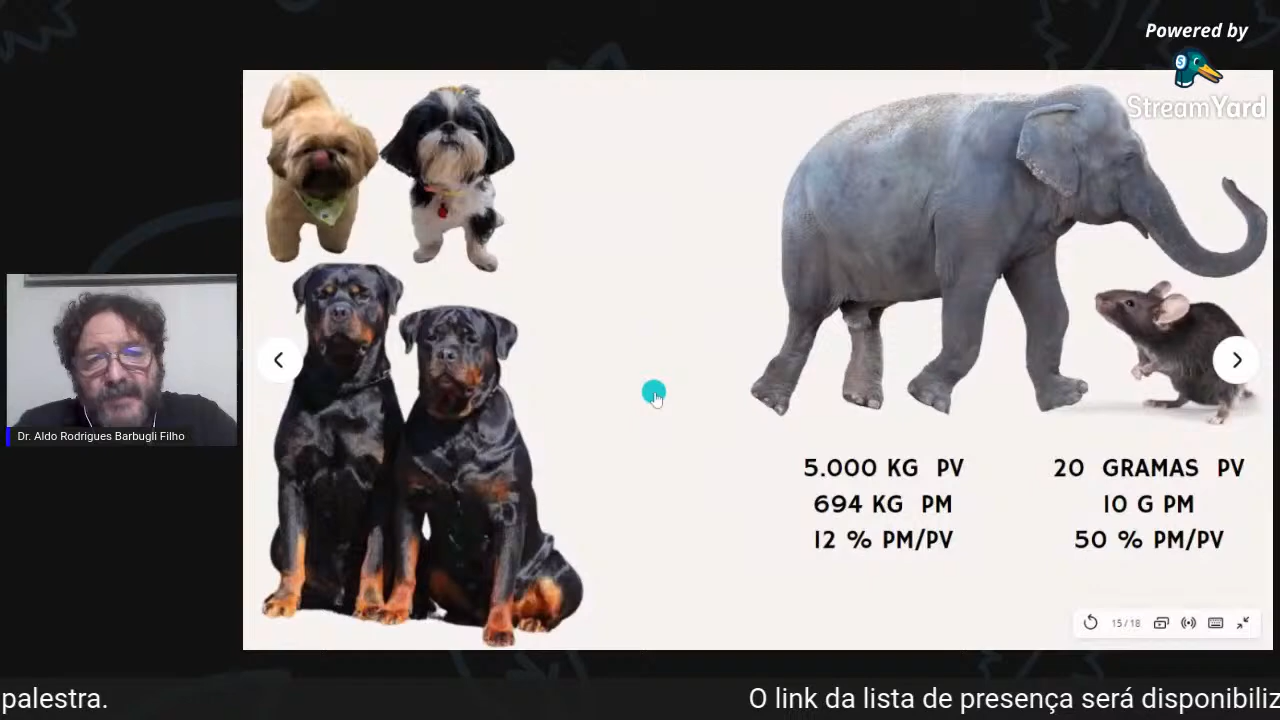 Powered by
StreamYard
5.000 KG PV
694 KG PM
12 % PM/PV
20 GRAMAS PV
10 G PM
50 % PM/PV
Dr. Aldo Rodrigues Barbugli Filho
15 / 18
palestra.
O link da lista de presença será disponibiliz